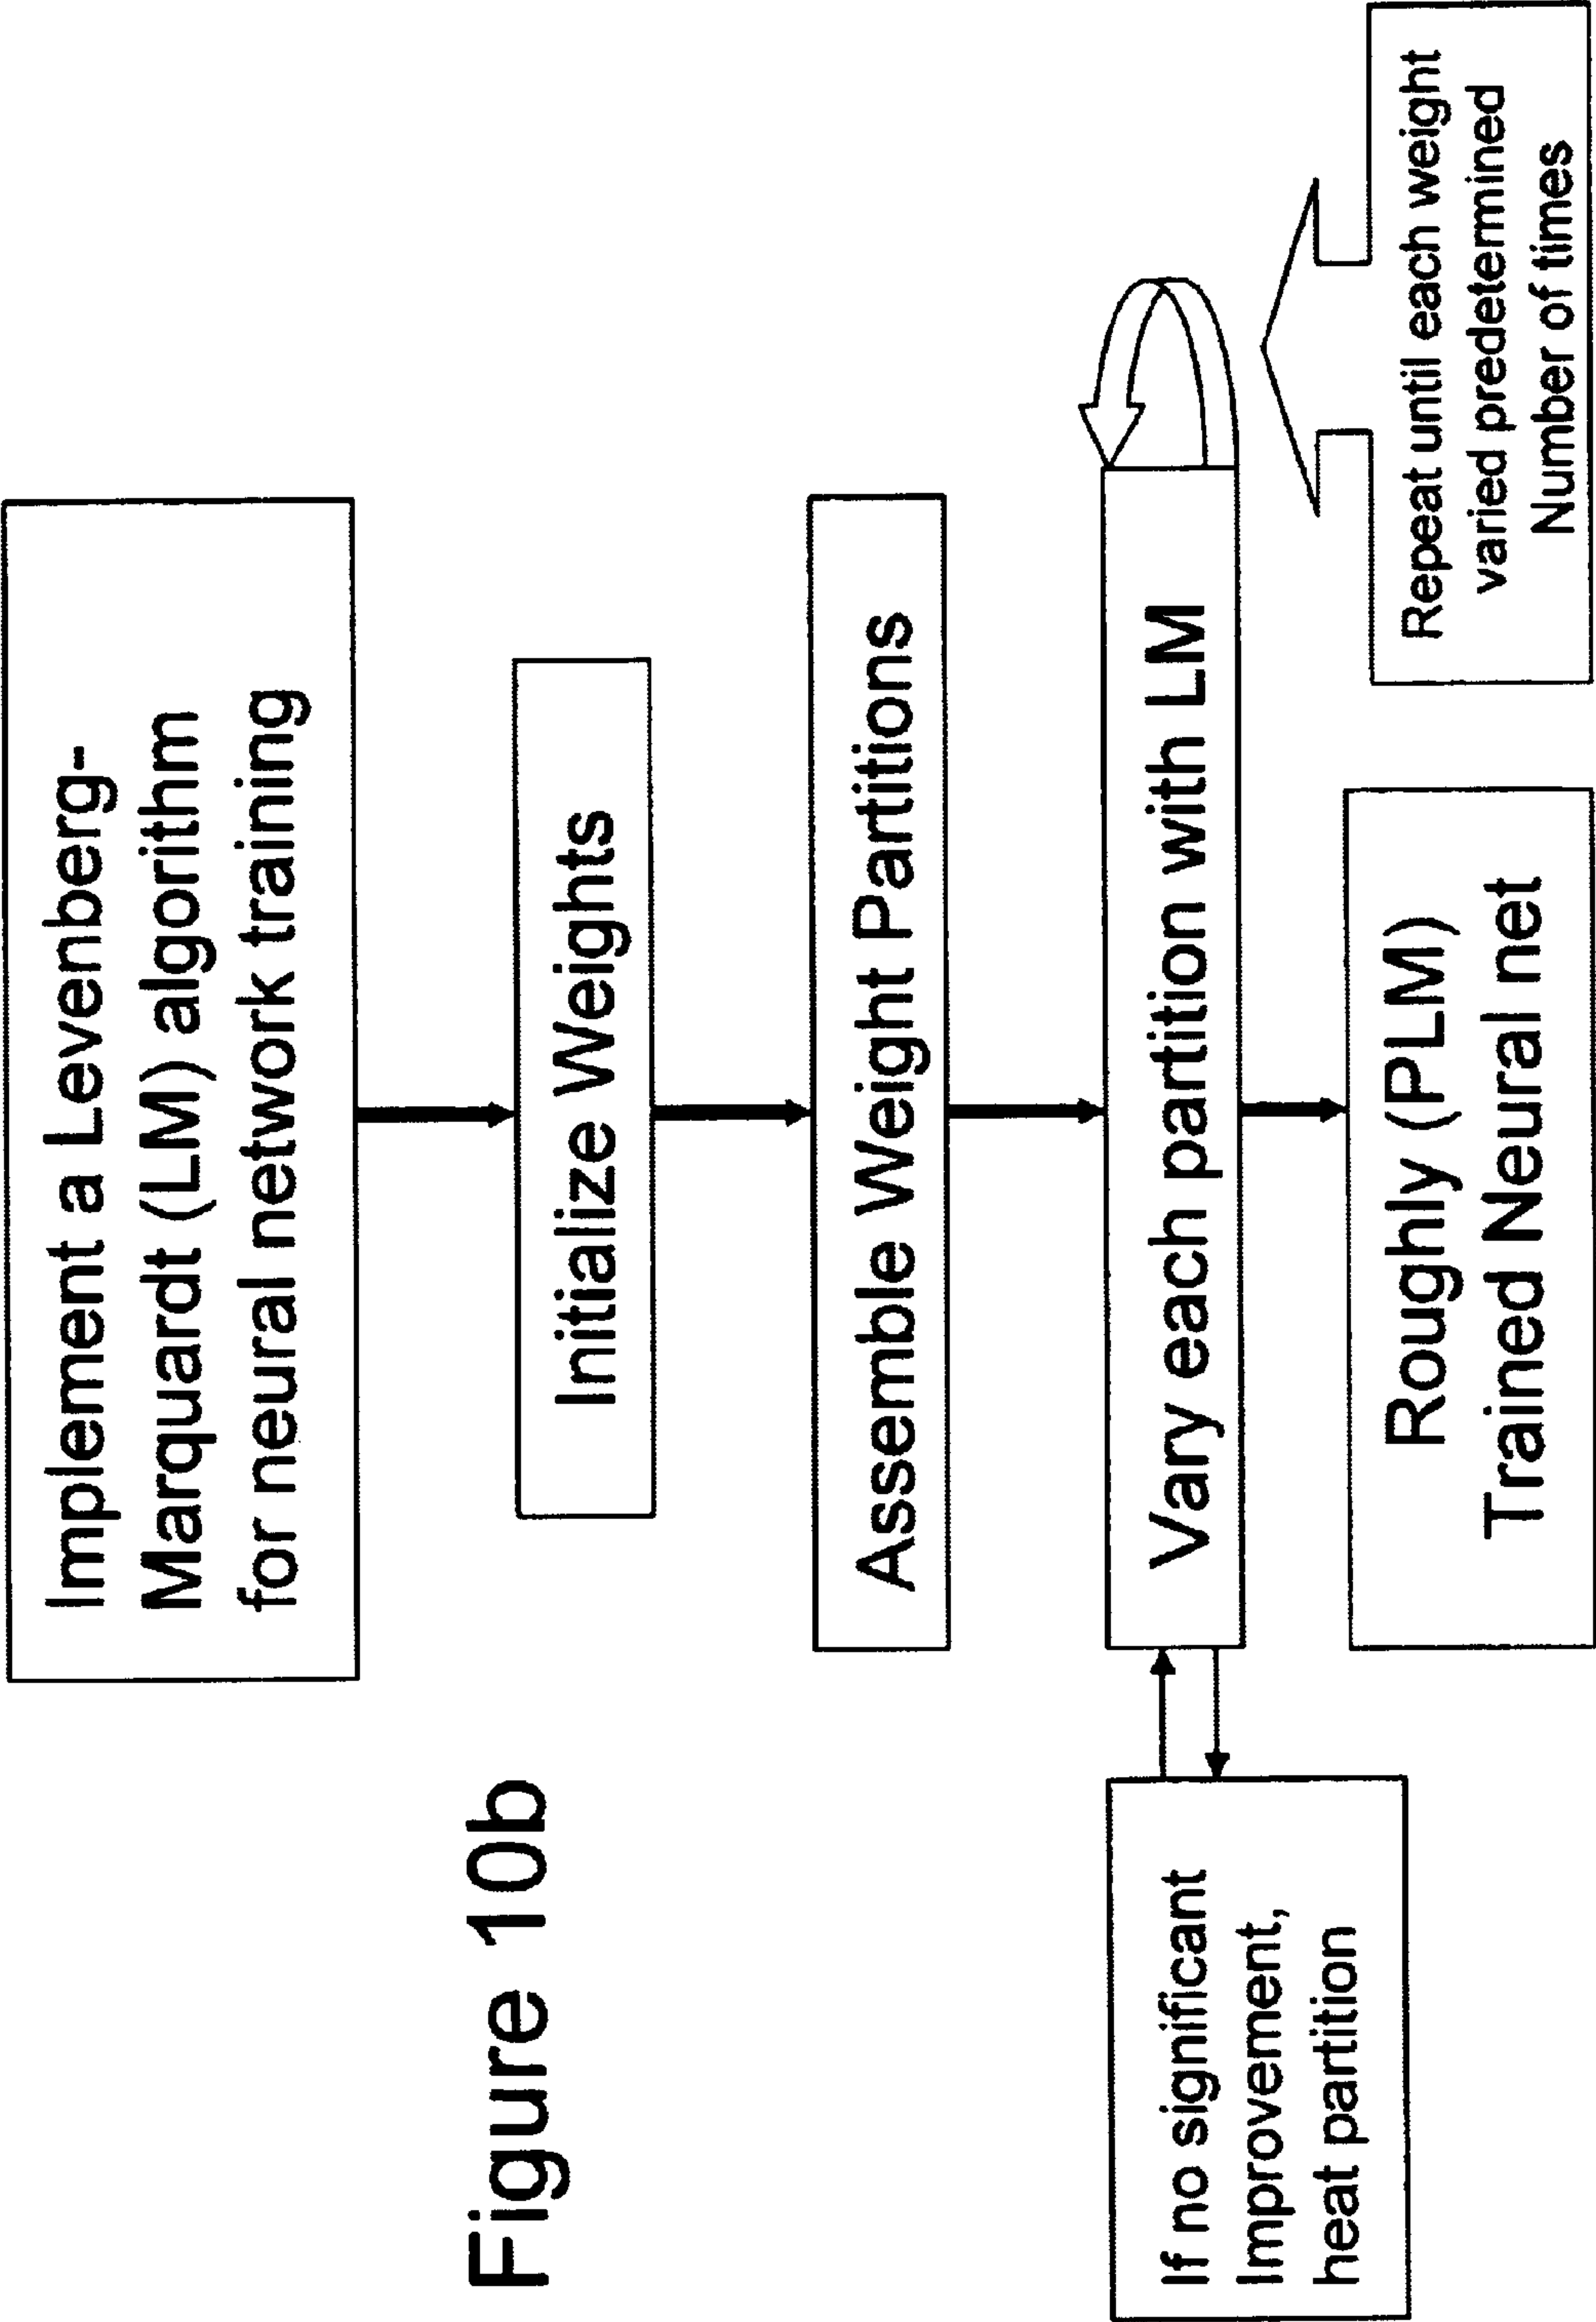 Figure 10b
Implement a Levenberg-
Marquardt (LM) algorithm
for neural network training
Initialize Weights
Assemble Weight Partitions
Vary each partition with LM
If no significant
Improvement,
heat partition
Repeat until each weight
varied predetermined
Number of times
Roughly (PLM)
Trained Neural net